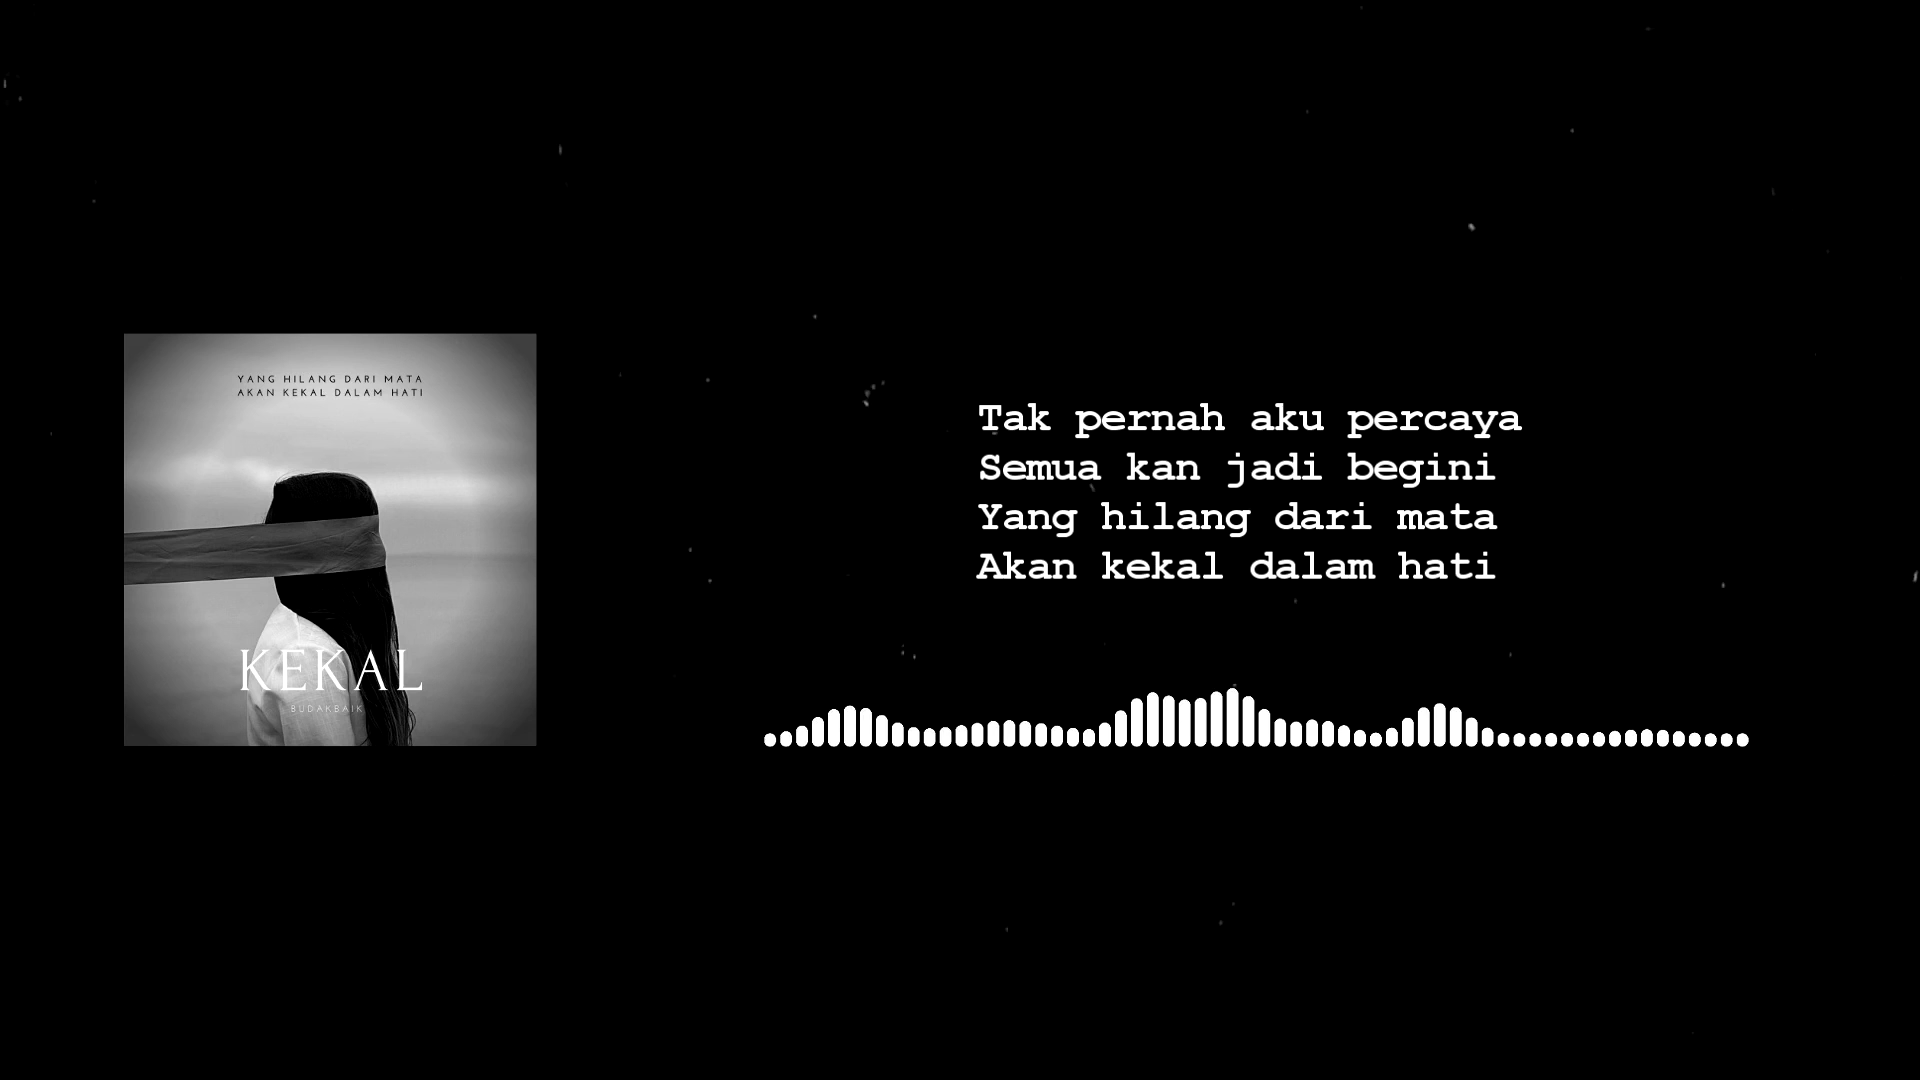 YANG HILANG DARI MATA
AKAN KEKAL DALAM HATI
KEKAL
BUDAKBAIK
Tak pernah aku percaya
Semua kan jadi begini
Yang hilang dari mata
Akan kekal dalam hati